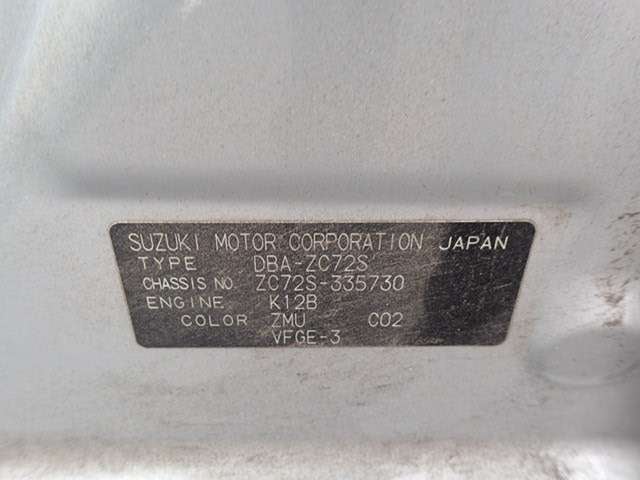 SUZUKI MOTOR CORPORATION JAPAN
TYPE DBA-ZC72S
CHASSIS NO. ZC72S-335730
ENGINE K12B
COLOR ZMU C02
VFGE-3